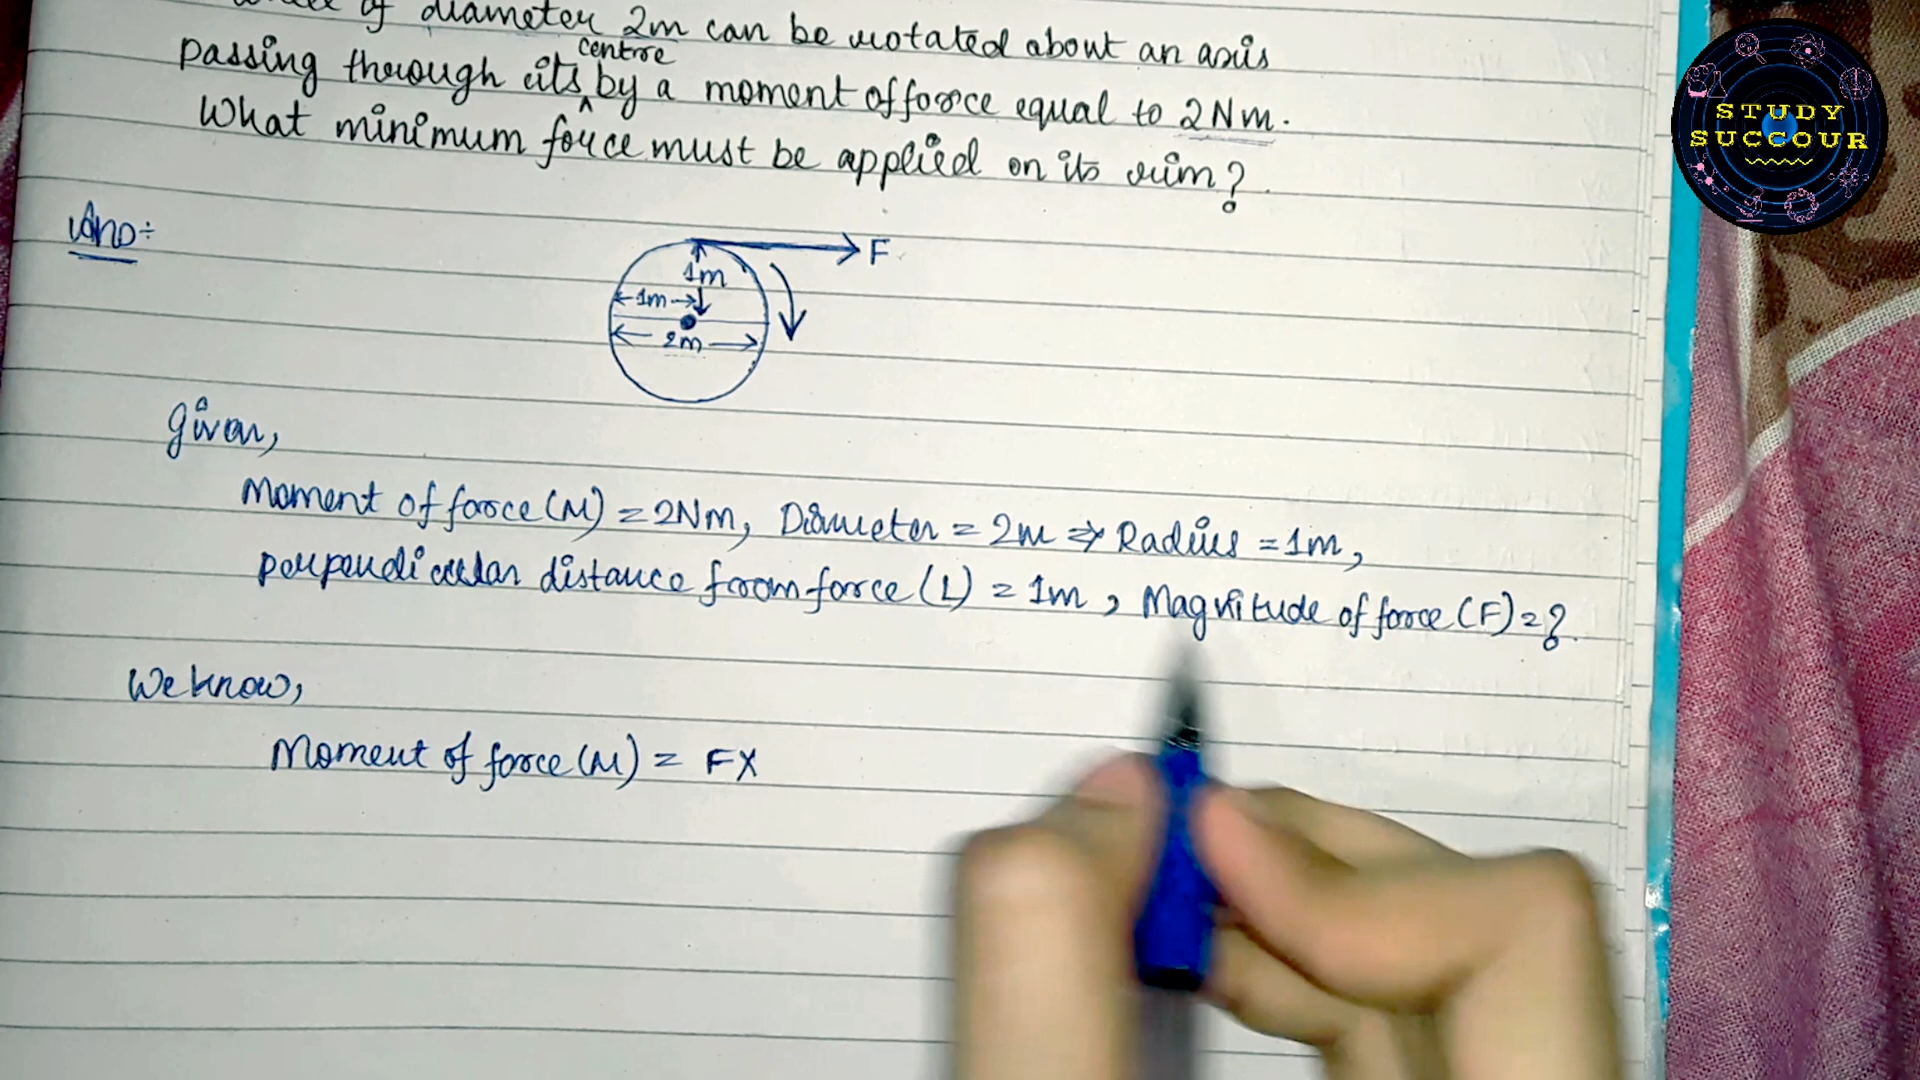 of diameter 2m can be rotated about an axis
centre
Passing through its ^ by a moment of force equal to 2Nm.
What minimum force must be applied on its rim?
Ans÷
F
1m
1m
2m
Given,
Moment of force (M) = 2Nm, Diameter = 2m ⇒ Radius = 1m,
perpendicular distance from force (L) = 1m, Magnitude of force (F) = ?
We know,
Moment of force (M) = F×
STUDY
SUCCOUR